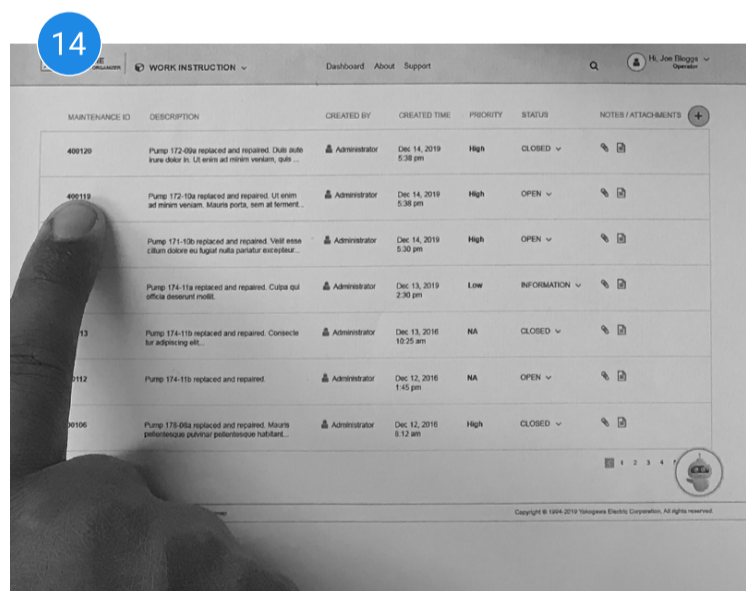 14
ORGANIZER
WORK INSTRUCTION
Dashboard About Support
Hi, Joe Bloggs
Operator
MAINTENANCE ID DESCRIPTION CREATED BY CREATED TIME PRIORITY STATUS NOTES / ATTACHMENTS +
400120 Pump 172-09a replaced and repaired. Duis aute Administrator Dec 14, 2019 High CLOSED
irure dolor in. Ut enim ad minim veniam, quis ... 5:38 pm
400119 Pump 172-10a replaced and repaired. Ut enim Administrator Dec 14, 2019 High OPEN
ad minim veniam. Mauris porta, sem at ferment... 5:38 pm
Pump 171-10b replaced and repaired. Velit esse Administrator Dec 14, 2019 High OPEN
cillum dolore eu fugiat nulla pariatur excepteur... 5:30 pm
Pump 174-11a replaced and repaired. Culpa qui Administrator Dec 13, 2019 Low INFORMATION
officia deserunt mollit. 2:30 pm
13 Pump 174-11b replaced and repaired. Consecte Administrator Dec 13, 2016 NA CLOSED
tur adipiscing elit... 10:25 am
0112 Pump 174-11b replaced and repaired. Administrator Dec 12, 2016 NA OPEN
1:45 pm
00106 Pump 178-08a replaced and repaired. Mauris Administrator Dec 12, 2016 High CLOSED
pellentesque pulvinar pellentesque habitant... 8:12 am
1 2 3 4
Copyright © 1994-2019 Yokogawa Electric Corporation. All rights reserved.